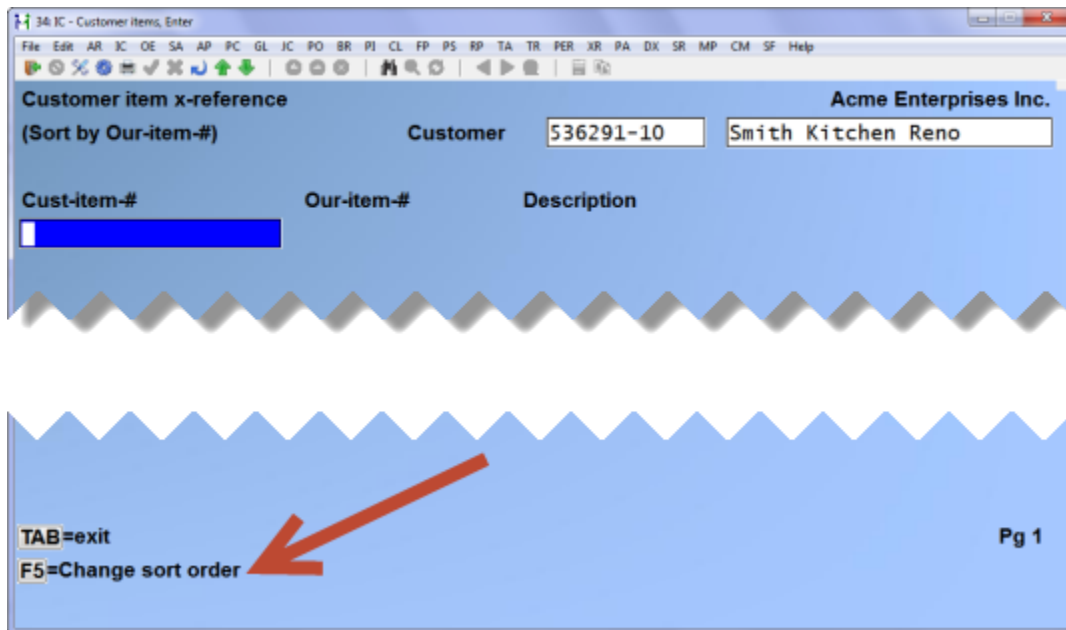 34: IC - Customer items, Enter
File Edit AR IC OE SA AP PC GL JC PO BR PI CL FP PS RP TA TR PER XR PA DX SR MP CM SF Help
Customer item x-reference Acme Enterprises Inc.
(Sort by Our-item-#) Customer 536291-10 Smith Kitchen Reno
Cust-item-# Our-item-# Description
TAB=exit Pg 1
F5=Change sort order